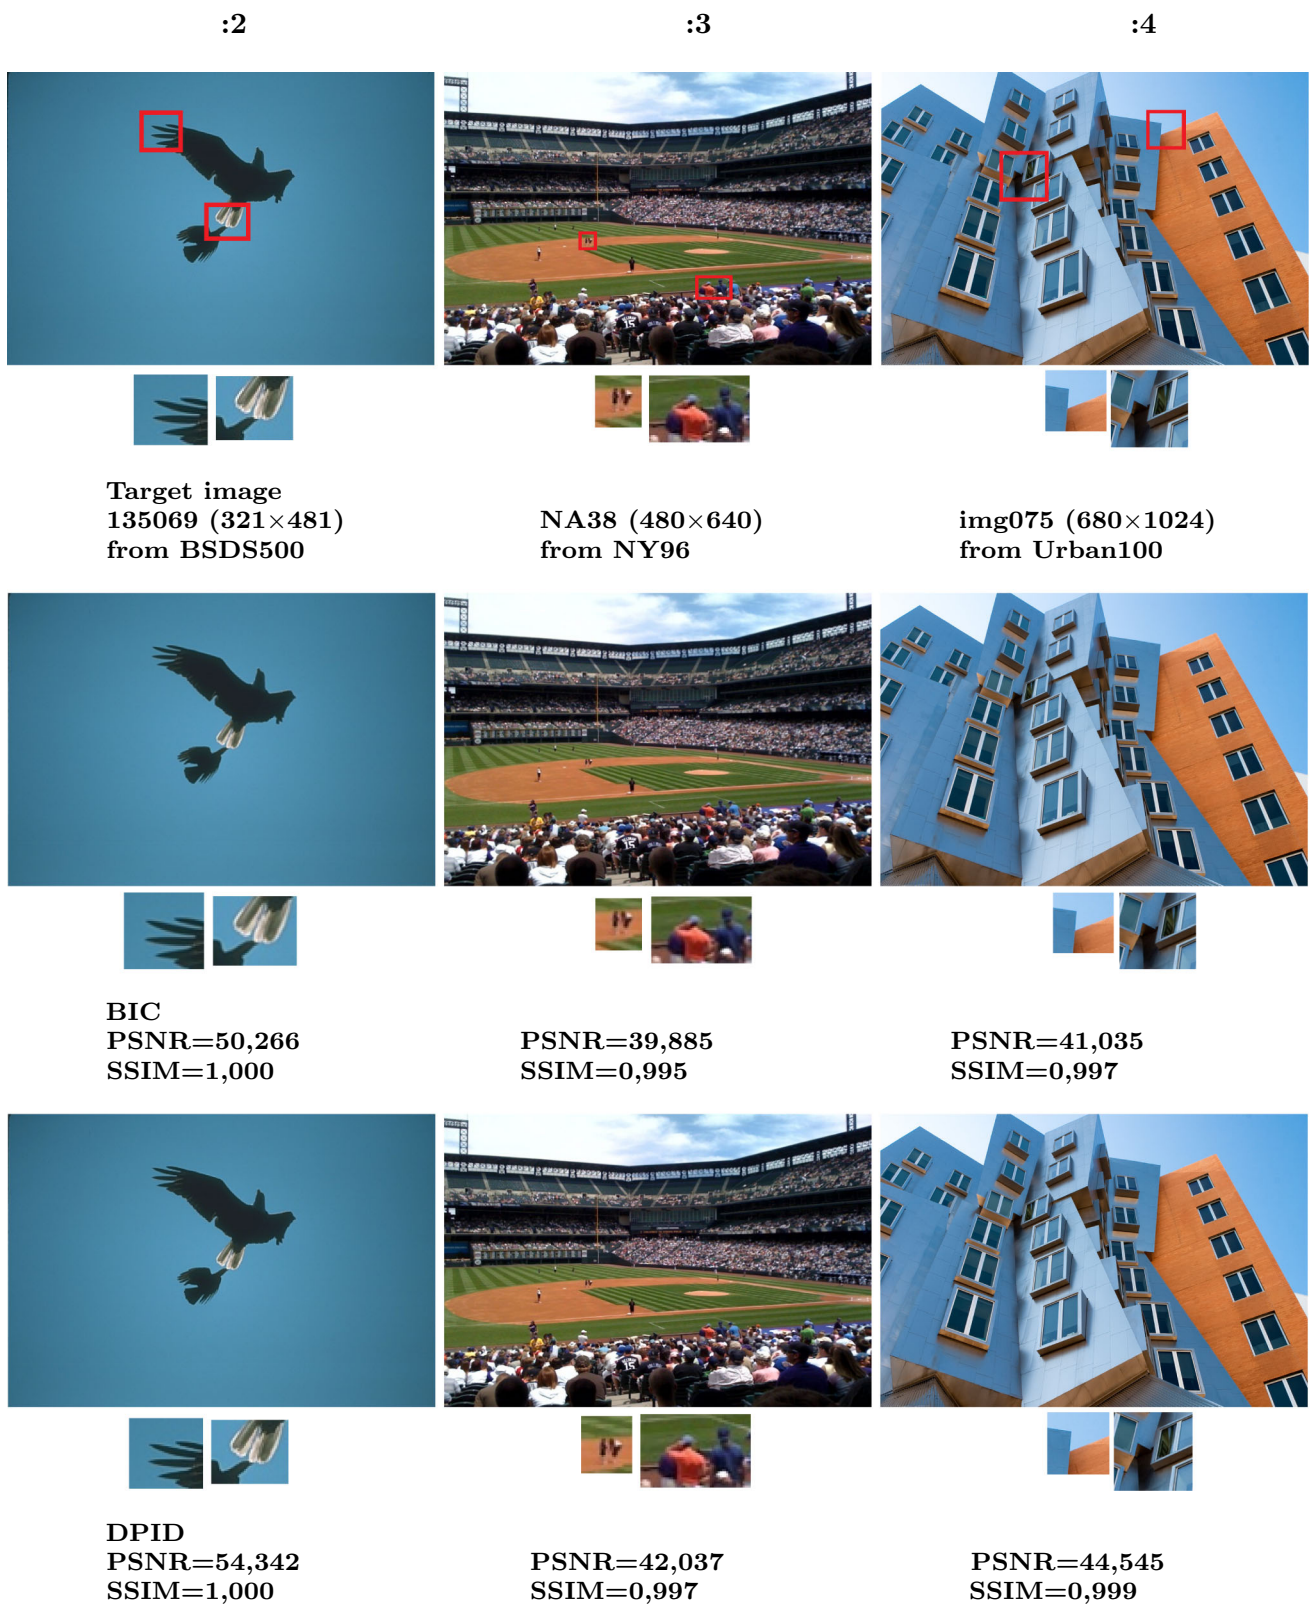 :2 :3 :4
Target image
135069 (321×481) NA38 (480×640) img075 (680×1024)
from BSDS500 from NY96 from Urban100
BIC
PSNR=50,266 PSNR=39,885 PSNR=41,035
SSIM=1,000 SSIM=0,995 SSIM=0,997
DPID
PSNR=54,342 PSNR=42,037 PSNR=44,545
SSIM=1,000 SSIM=0,997 SSIM=0,999